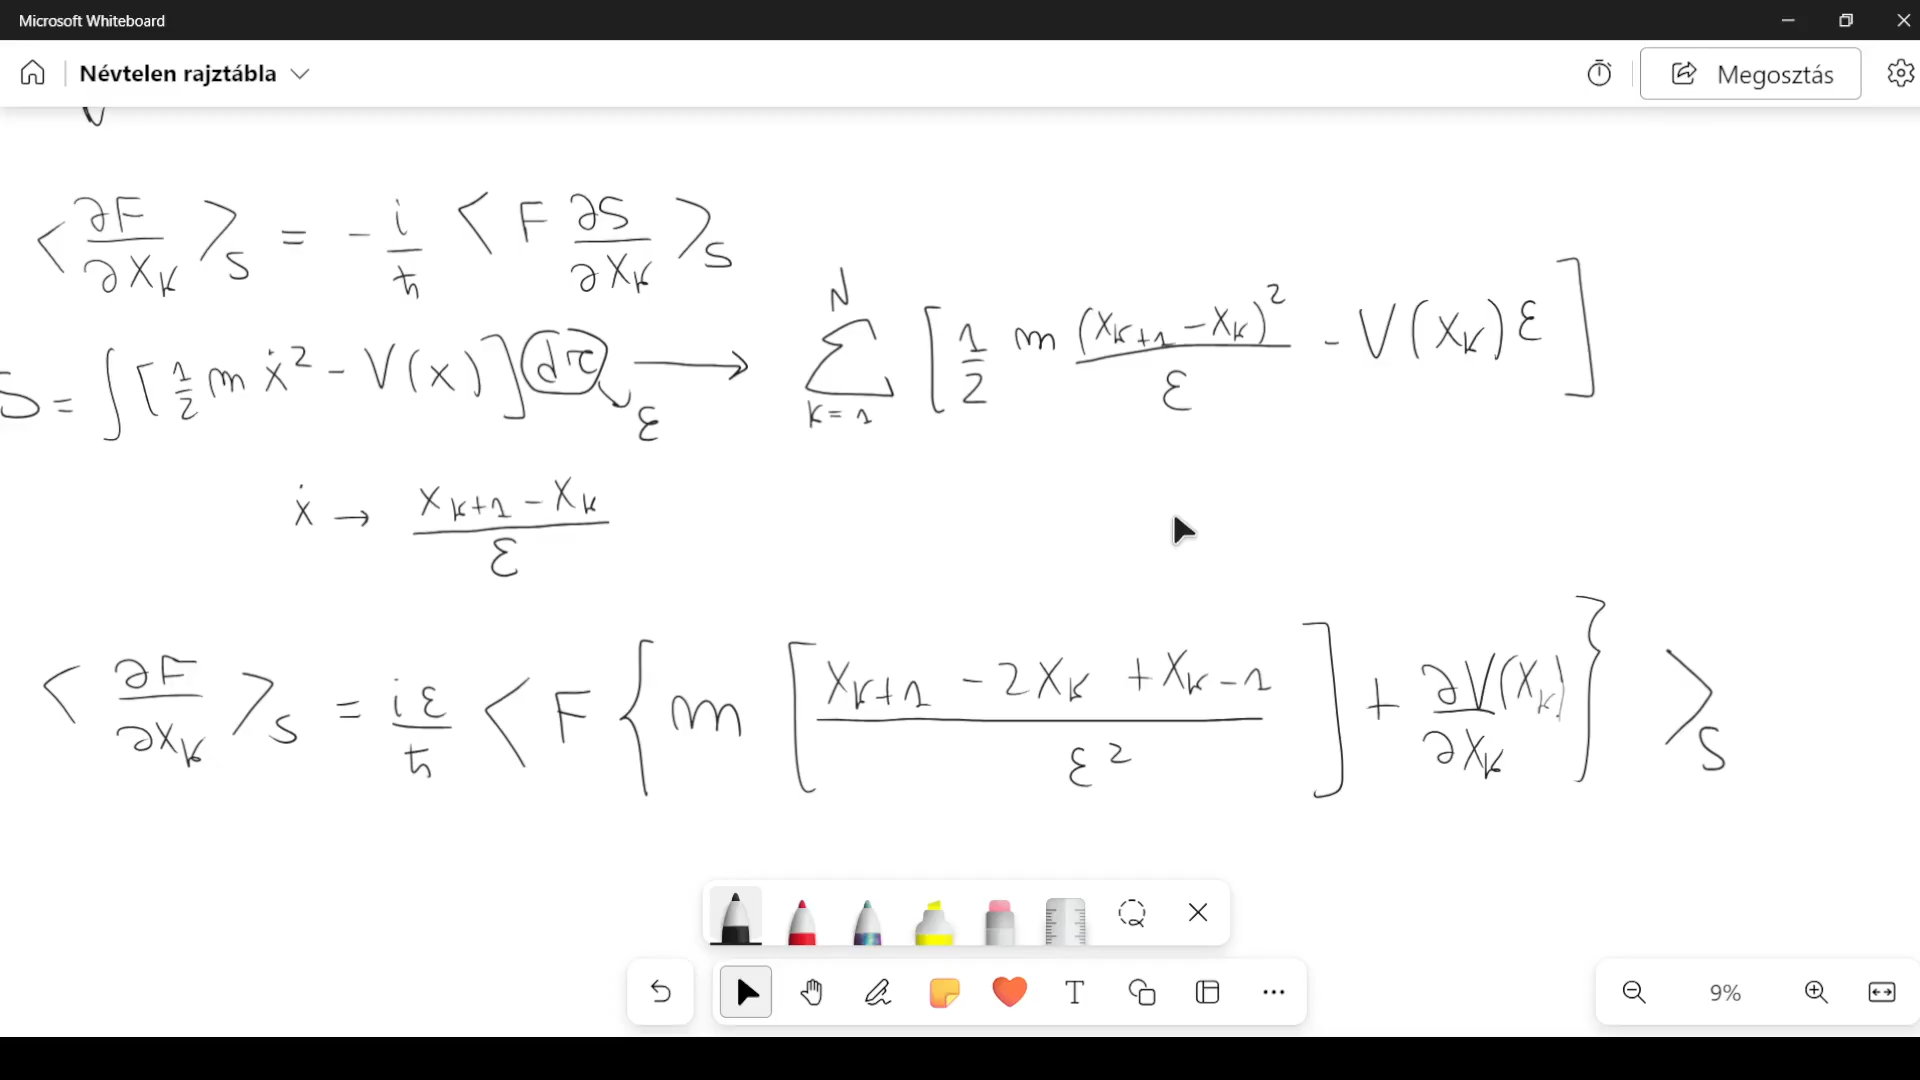 Microsoft Whiteboard
Névtelen rajztábla
Megosztás
⟨∂F/∂X_k⟩_S = - i/ħ ⟨F ∂S/∂X_k⟩_S
S = ∫[1/2 m ẋ² - V(x)] dτ → Σ_{k=1}^{N} [1/2 m (X_{k+1} - X_k)²/ε - V(X_k) ε]
ε
ẋ → (X_{k+1} - X_k)/ε
⟨∂F/∂X_k⟩_S = iε/ħ ⟨F {m [(X_{k+1} - 2X_k + X_{k-1})/ε²] + ∂V(X_k)/∂X_k}⟩_S
9%